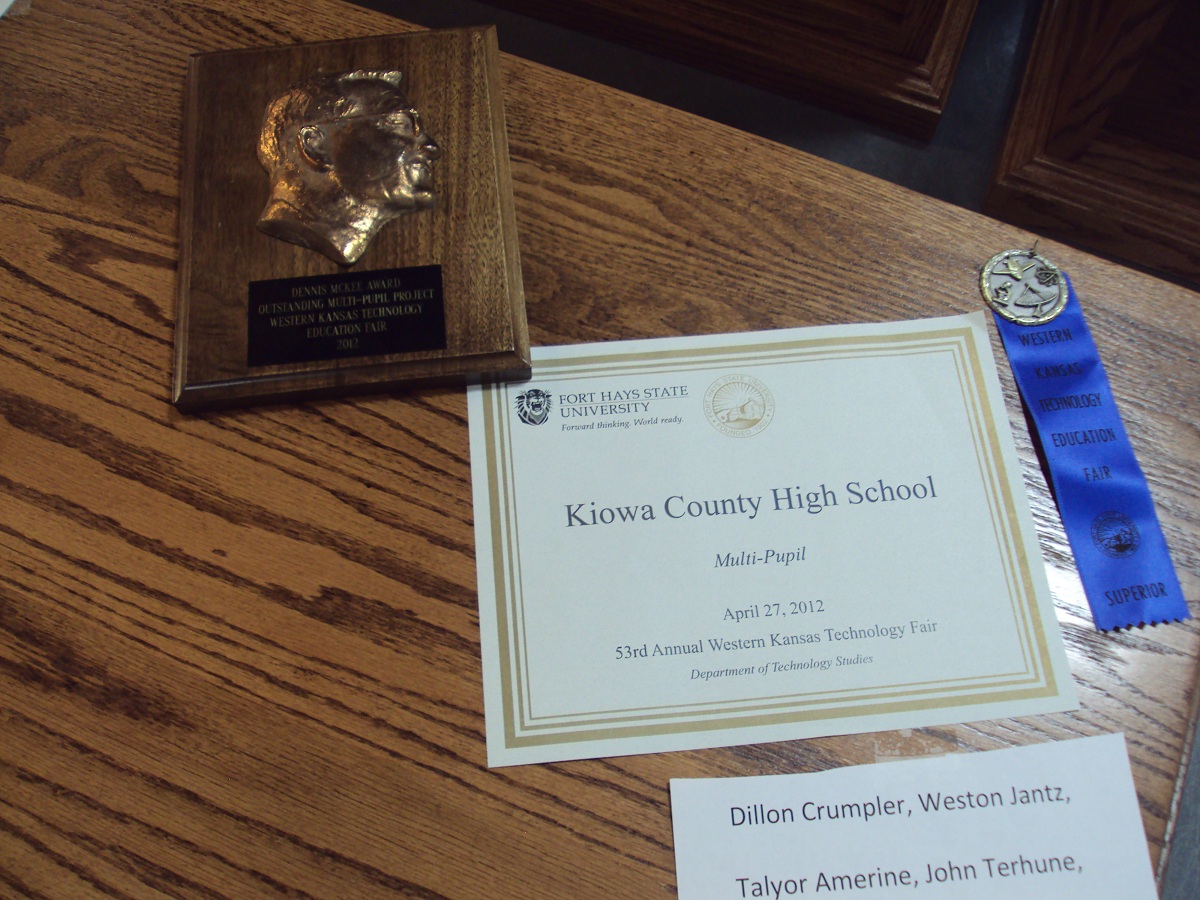 DENNIS MCKEE AWARD
OUTSTANDING MULTI-PUPIL PROJECT
WESTERN KANSAS TECHNOLOGY
EDUCATION FAIR
2012
FORT HAYS STATE
UNIVERSITY
Forward thinking. World ready.
Kiowa County High School
Multi-Pupil
April 27, 2012
53rd Annual Western Kansas Technology Fair
Department of Technology Studies
WESTERN
KANSAS
TECHNOLOGY
EDUCATION
FAIR
SUPERIOR
Dillon Crumpler, Weston Jantz,
Talyor Amerine, John Terhune,